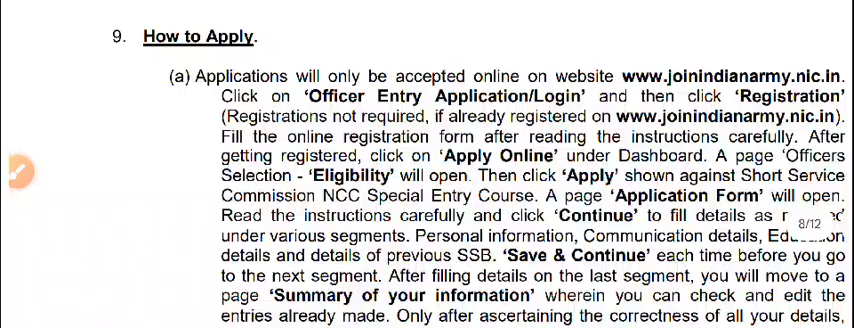 9. How to Apply.
(a) Applications will only be accepted online on website www.joinindianarmy.nic.in.
Click on ‘Officer Entry Application/Login’ and then click ‘Registration’
(Registrations not required, if already registered on www.joinindianarmy.nic.in).
Fill the online registration form after reading the instructions carefully. After
getting registered, click on ‘Apply Online’ under Dashboard. A page ‘Officers
Selection - ‘Eligibility’ will open. Then click ‘Apply’ shown against Short Service
Commission NCC Special Entry Course. A page ‘Application Form’ will open.
Read the instructions carefully and click ‘Continue’ to fill details as
8/12
under various segments. Personal information, Communication details,
details and details of previous SSB. ‘Save & Continue’ each time before you go
to the next segment. After filling details on the last segment, you will move to a
page ‘Summary of your information’ wherein you can check and edit the
entries already made. Only after ascertaining the correctness of all your details,